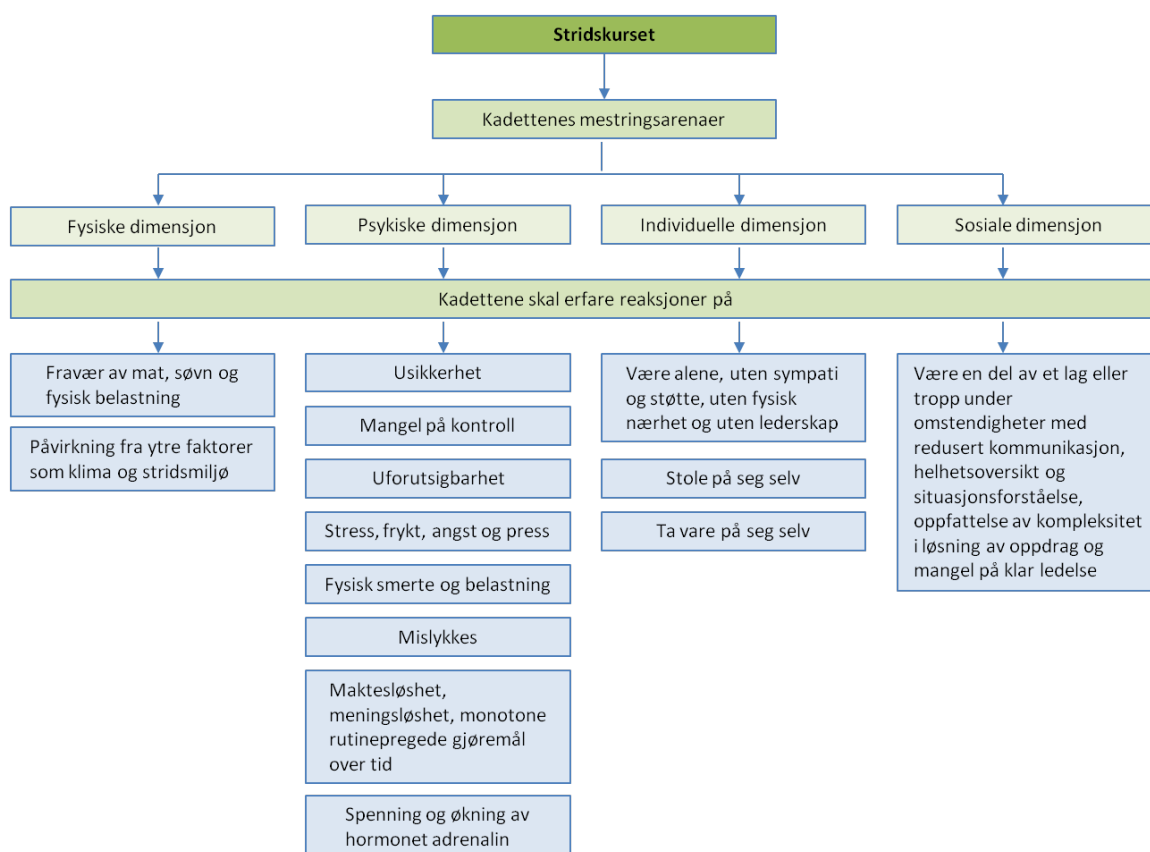 Stridskurset
Kadettenes mestringsarenaer
Fysiske dimensjon
Psykiske dimensjon
Individuelle dimensjon
Sosiale dimensjon
Kadettene skal erfare reaksjoner på
Fravær av mat, søvn og
fysisk belastning
Påvirkning fra ytre faktorer
som klima og stridsmiljø
Usikkerhet
Mangel på kontroll
Uforutsigbarhet
Stress, frykt, angst og press
Fysisk smerte og belastning
Mislykkes
Maktesløshet,
meningsløshet, monotone
rutinepregede gjøremål
over tid
Spenning og økning av
hormonet adrenalin
Være alene, uten sympati
og støtte, uten fysisk
nærhet og uten lederskap
Stole på seg selv
Ta vare på seg selv
Være en del av et lag eller
tropp under
omstendigheter med
redusert kommunikasjon,
helhetsoversikt og
situasjonsforståelse,
oppfattelse av kompleksitet
i løsning av oppdrag og
mangel på klar ledelse